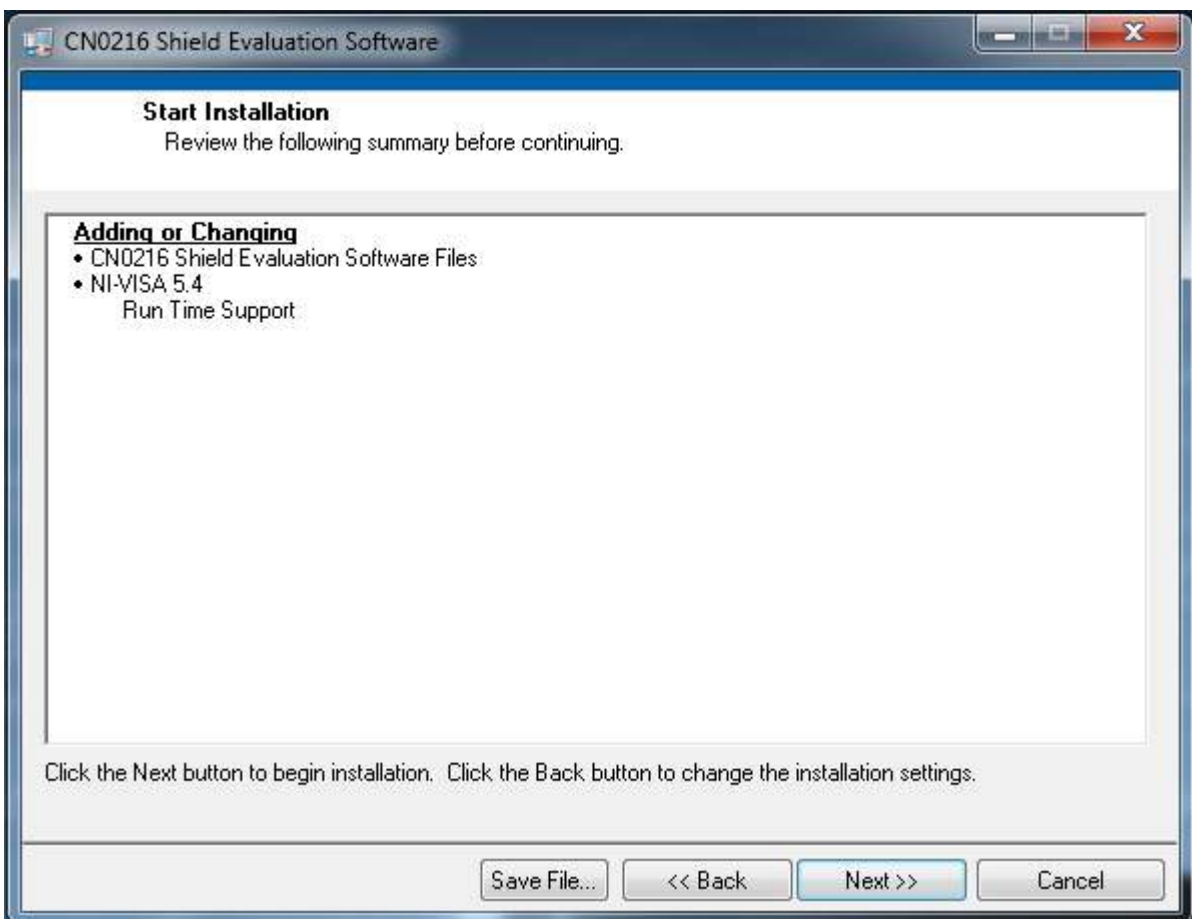 CN0216 Shield Evaluation Software
Start Installation
Review the following summary before continuing.
Adding or Changing
• CN0216 Shield Evaluation Software Files
• NI-VISA 5.4
Run Time Support
Click the Next button to begin installation. Click the Back button to change the installation settings.
Save File... << Back Next >> Cancel